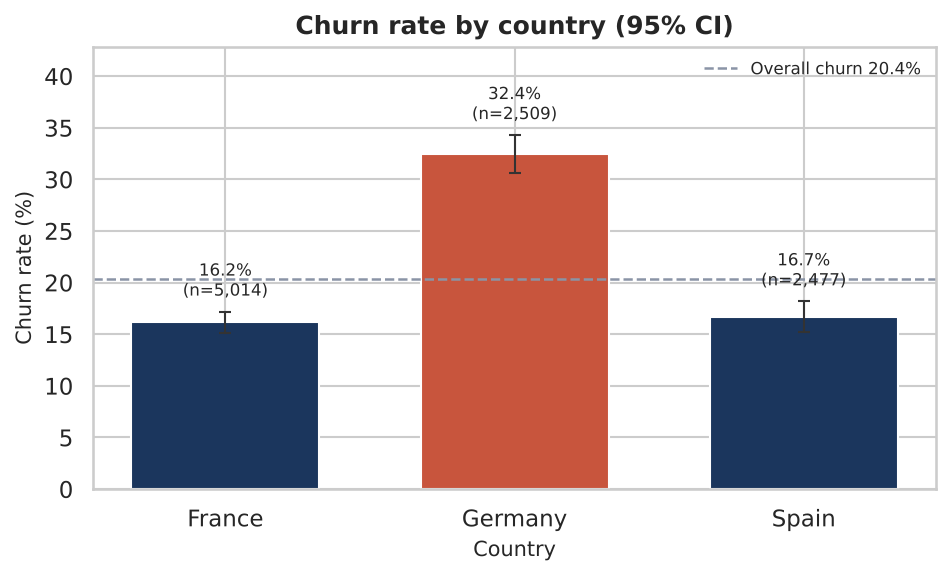 Churn rate by country (95% CI)
Overall churn 20.4%
Churn rate (%)
40
35
30
25
20
15
10
5
0
16.2%
(n=5,014)
32.4%
(n=2,509)
16.7%
(n=2,477)
France
Germany
Spain
Country